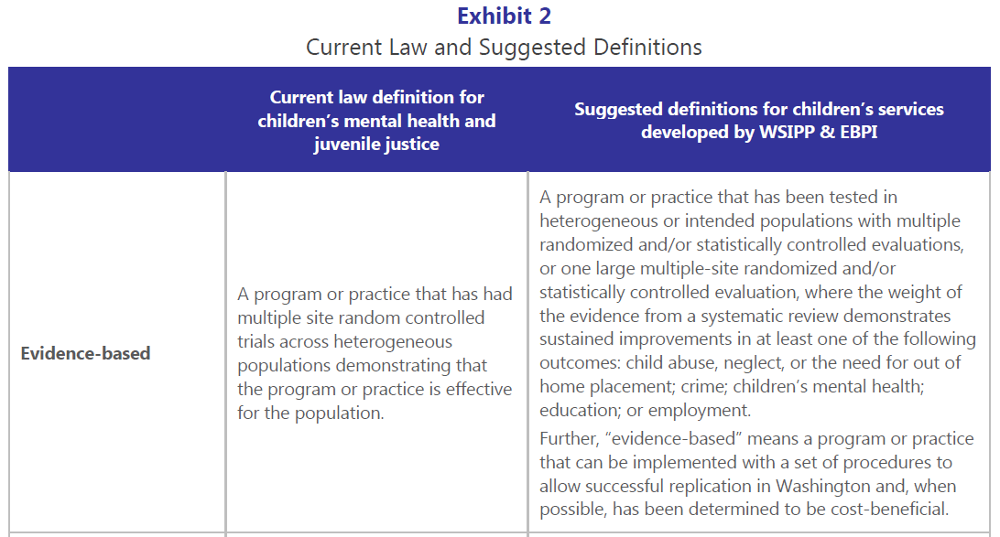 Exhibit 2
Current Law and Suggested Definitions
Current law definition for
children's mental health and
juvenile justice
Suggested definitions for children's services
developed by WSIPP & EBPI
Evidence-based
A program or practice that has had
multiple site random controlled
trials across heterogeneous
populations demonstrating that
the program or practice is effective
for the population.
A program or practice that has been tested in
heterogeneous or intended populations with multiple
randomized and/or statistically controlled evaluations,
or one large multiple-site randomized and/or
statistically controlled evaluation, where the weight of
the evidence from a systematic review demonstrates
sustained improvements in at least one of the following
outcomes: child abuse, neglect, or the need for out of
home placement; crime; children's mental health;
education; or employment.
Further, “evidence-based” means a program or practice
that can be implemented with a set of procedures to
allow successful replication in Washington and, when
possible, has been determined to be cost-beneficial.